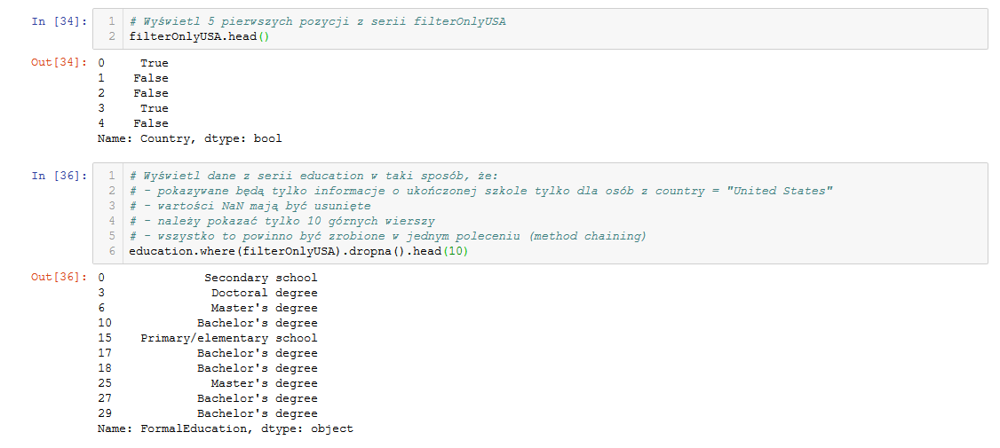 In [34]:
1 # Wyświetl 5 pierwszych pozycji z serii filterOnlyUSA
2 filterOnlyUSA.head()
Out[34]: 0 True
1 False
2 False
3 True
4 False
Name: Country, dtype: bool
In [36]:
1 # Wyświetl dane z serii education w taki sposób, że:
2 # - pokazywane będą tylko informacje o ukończonej szkole tylko dla osób z country = "United States"
3 # - wartości NaN mają być usunięte
4 # - należy pokazać tylko 10 górnych wierszy
5 # - wszystko to powinno być zrobione w jednym poleceniu (method chaining)
6 education.where(filterOnlyUSA).dropna().head(10)
Out[36]: 0 Secondary school
3 Doctoral degree
6 Master's degree
10 Bachelor's degree
15 Primary/elementary school
17 Bachelor's degree
18 Bachelor's degree
25 Master's degree
27 Bachelor's degree
29 Bachelor's degree
Name: FormalEducation, dtype: object